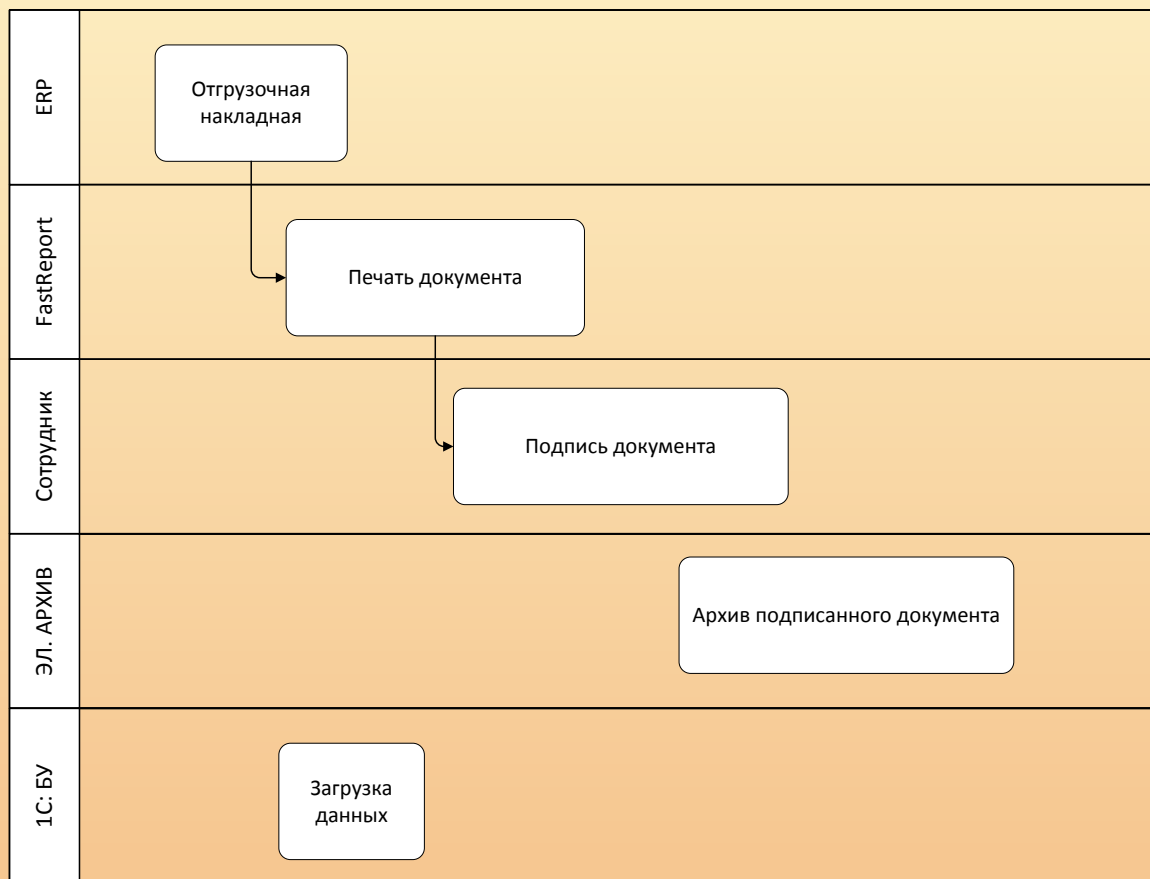 ERP
Отгрузочная
накладная
FastReport
Печать документа
Сотрудник
Подпись документа
ЭЛ. АРХИВ
Архив подписанного документа
1С: БУ
Загрузка
данных